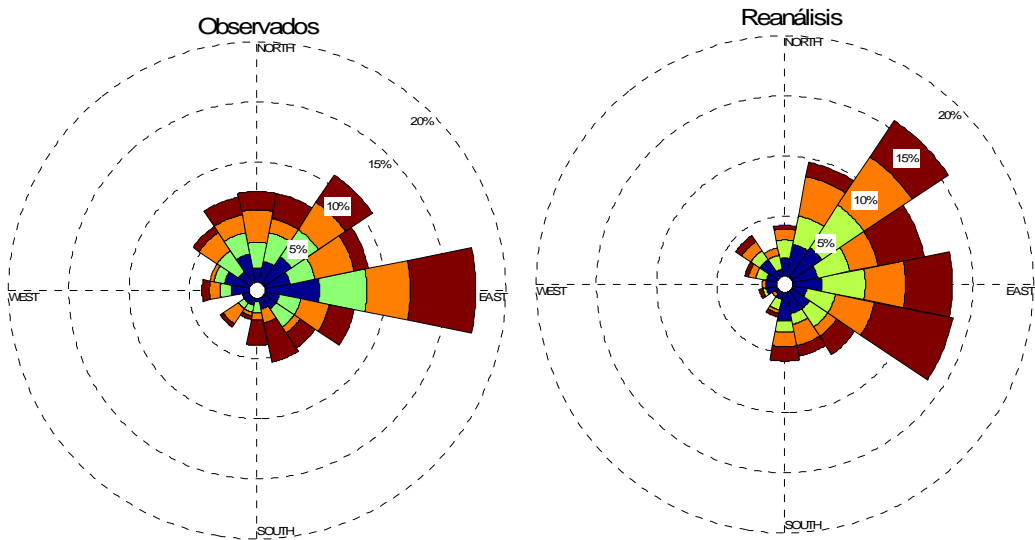 Observados
NORTH
20%
15%
10%
5%
WEST
EAST
SOUTH
Reanálisis
NORTH
20%
15%
10%
5%
WEST
EAST
SOUTH